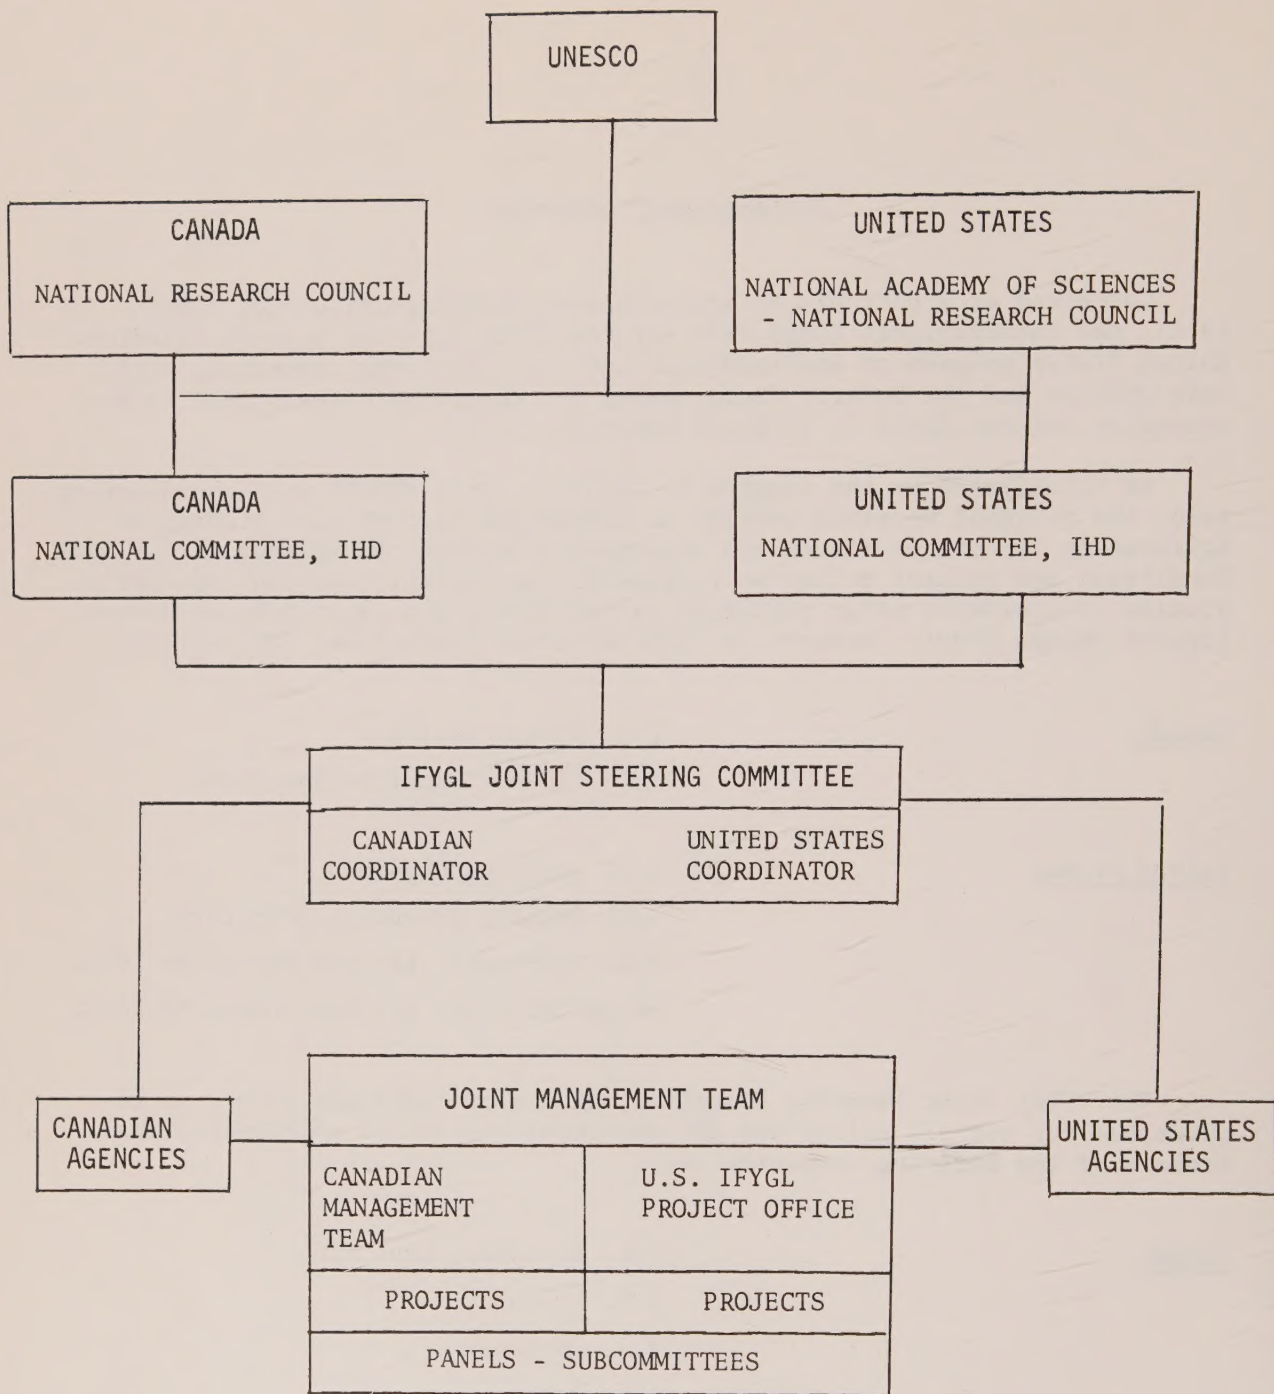 UNESCO
CANADA
NATIONAL RESEARCH COUNCIL
UNITED STATES
NATIONAL ACADEMY OF SCIENCES
- NATIONAL RESEARCH COUNCIL
CANADA
NATIONAL COMMITTEE, IHD
UNITED STATES
NATIONAL COMMITTEE, IHD
IFYGL JOINT STEERING COMMITTEE
CANADIAN
COORDINATOR
UNITED STATES
COORDINATOR
CANADIAN
AGENCIES
JOINT MANAGEMENT TEAM
CANADIAN
MANAGEMENT
TEAM
U.S. IFYGL
PROJECT OFFICE
PROJECTS
PROJECTS
PANELS - SUBCOMMITTEES
UNITED STATES
AGENCIES